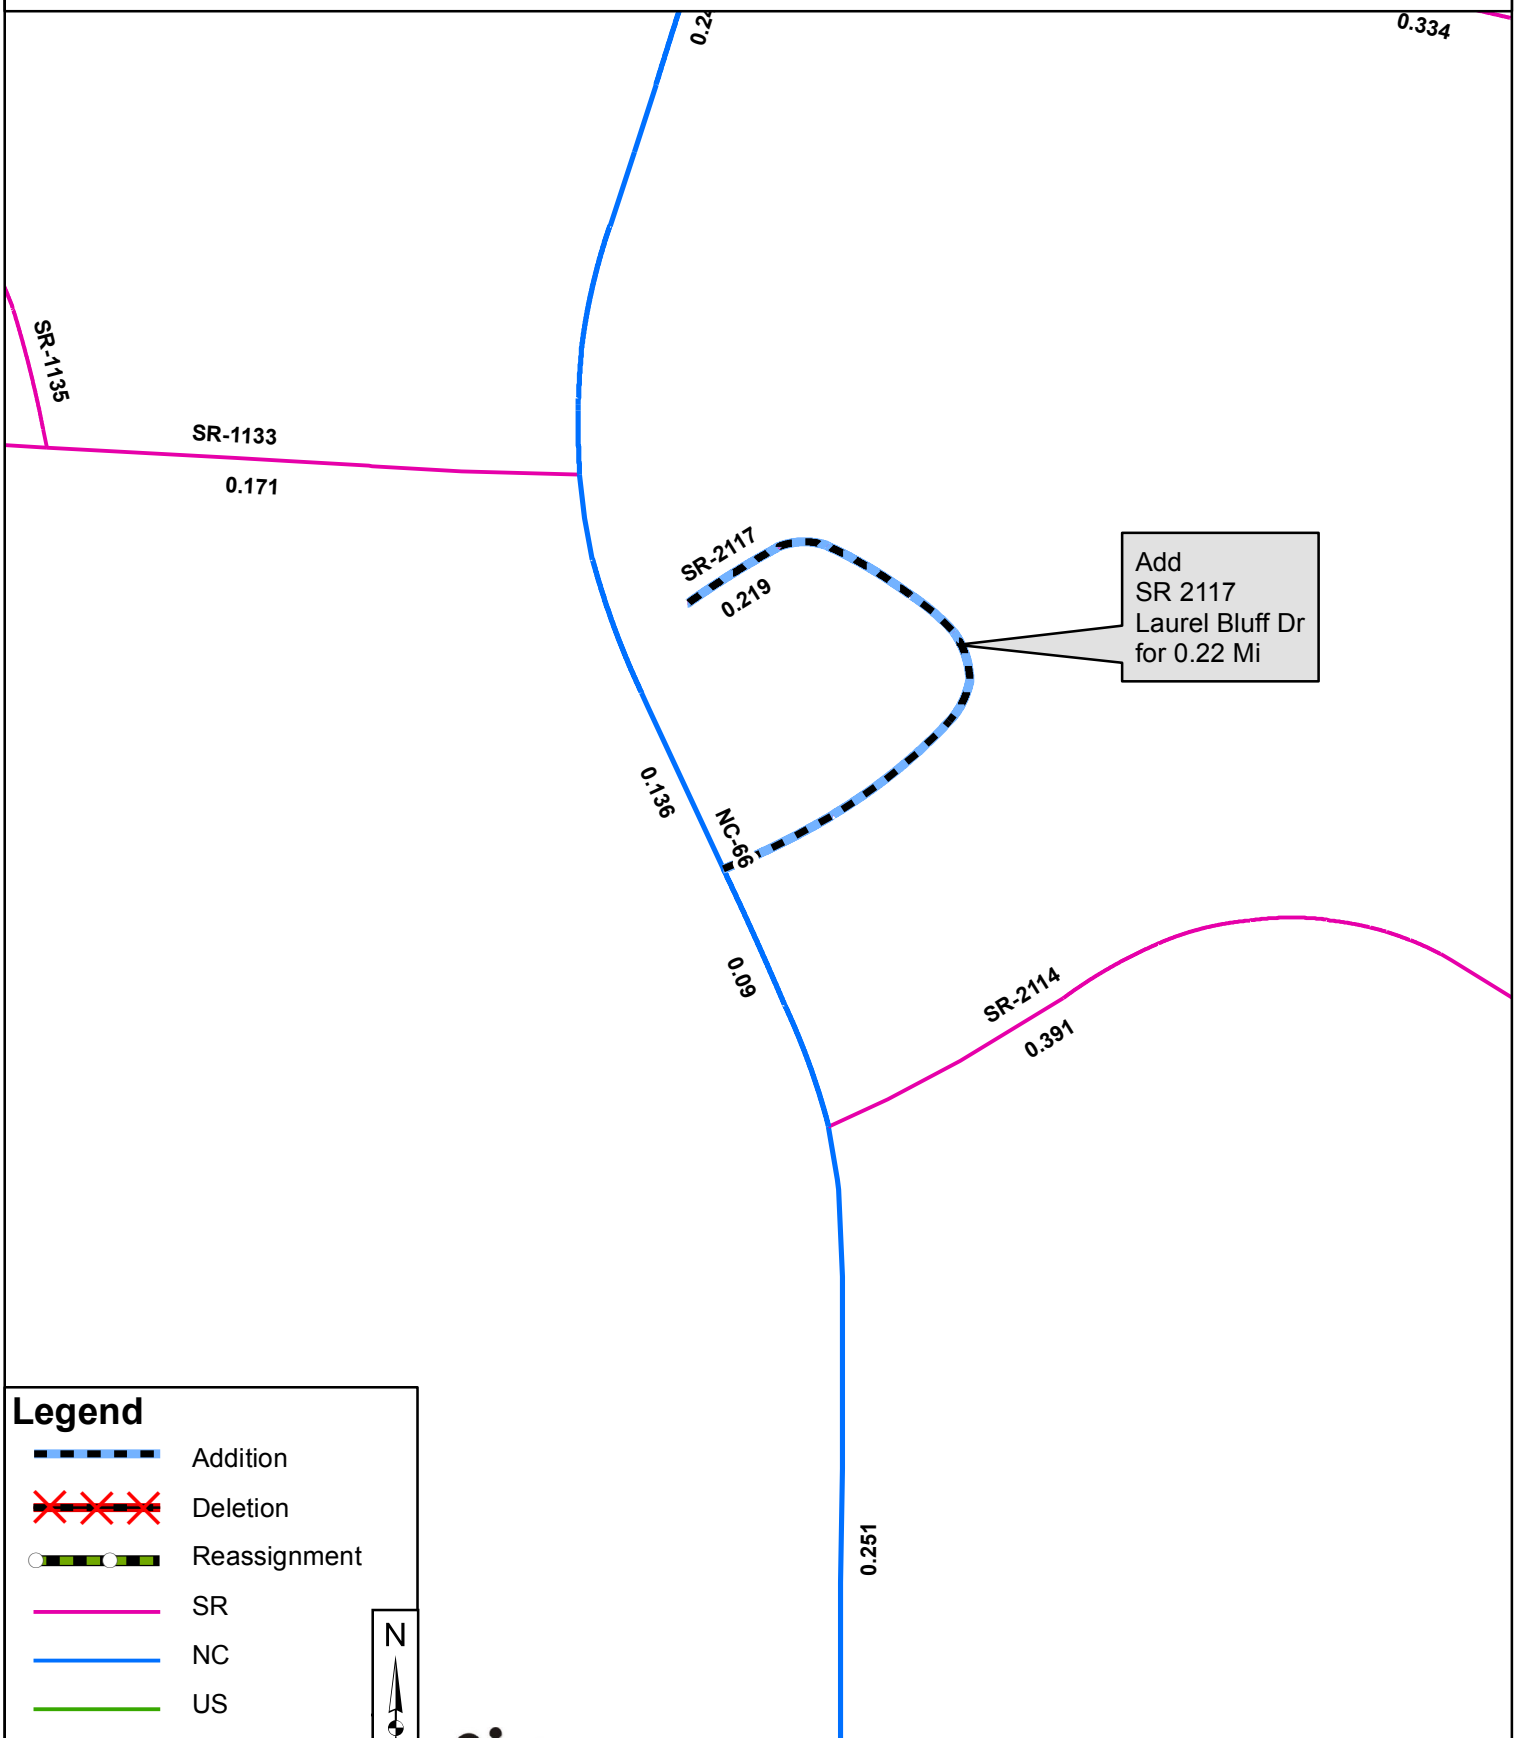 0.334
SR-1135
SR-1133
0.171
SR-2117
0.219
Add
SR 2117
Laurel Bluff Dr
for 0.22 Mi
0.136
NC-66
0.09
SR-2114
0.391
0.251
Legend
Addition
Deletion
Reassignment
SR
NC
US
N